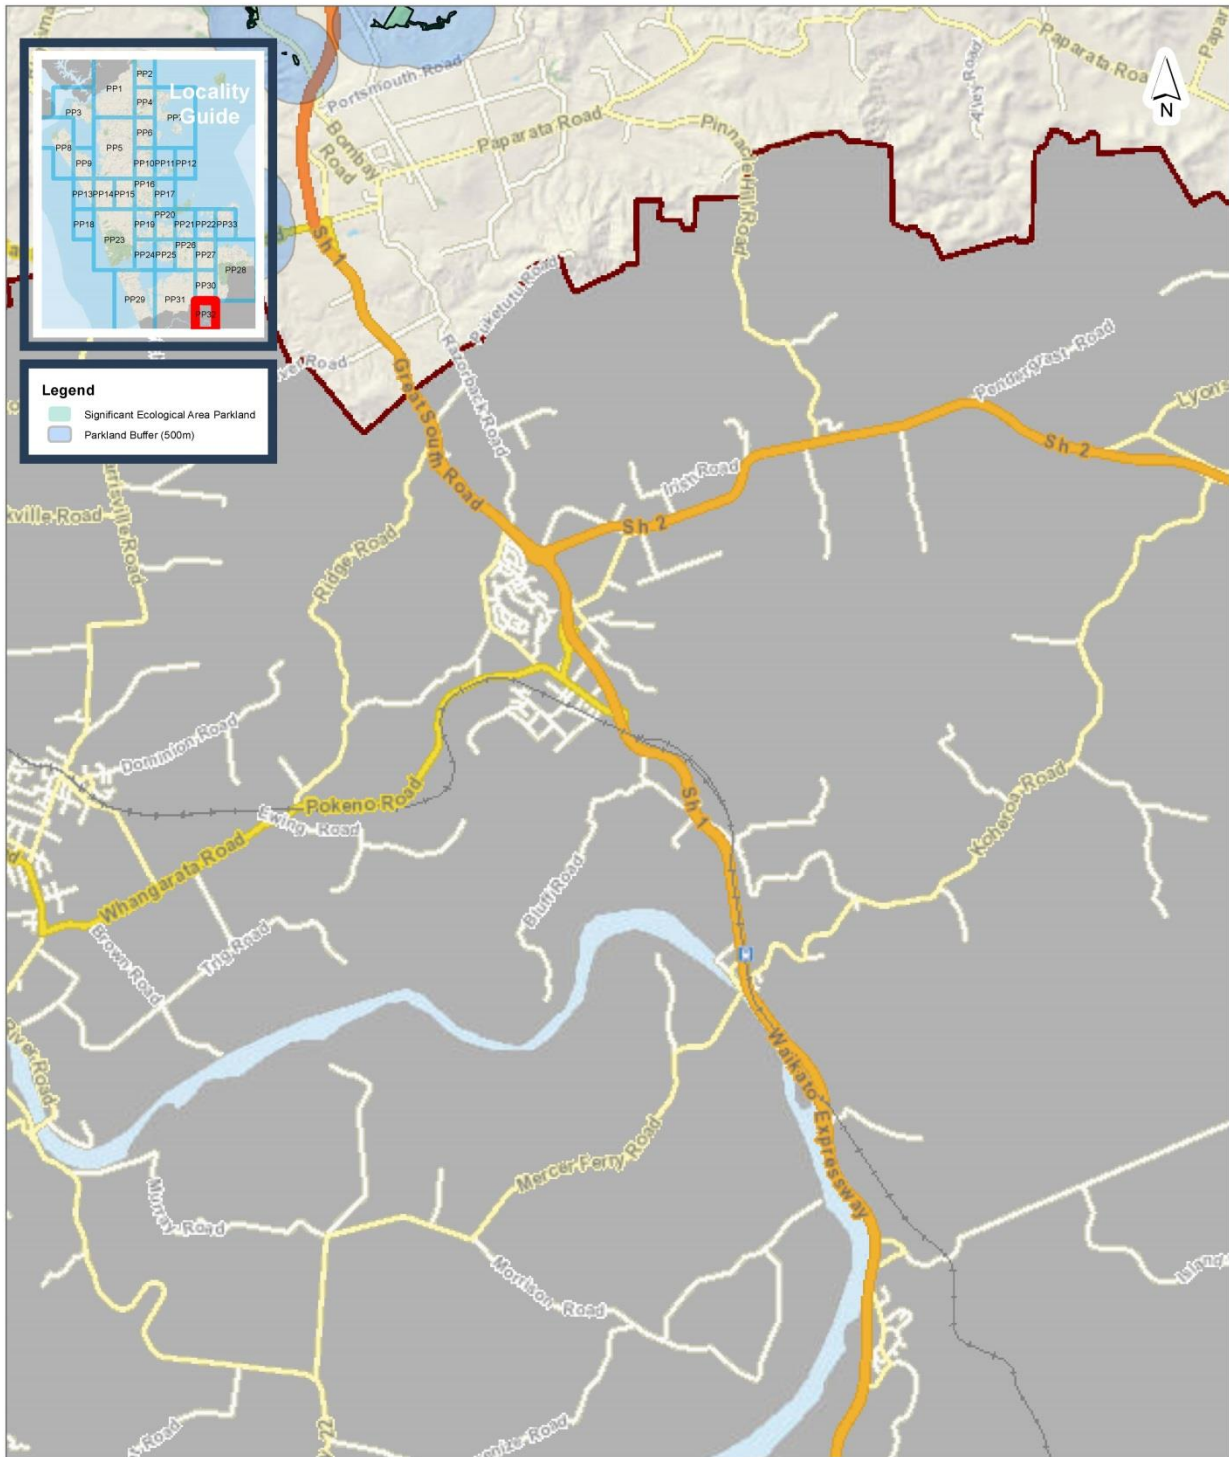 Portsmouth Road
Paparata Road
Aley Road
Bombay Road
Paparata Road
Pinnacle Hill Road
N
Locality
Guide
PP1
PP2
PP3
PP4
PP6
PP8
PP5
PP9
PP10
PP11
PP12
PP16
PP13
PP14
PP15
PP17
PP20
PP18
PP19
PP21
PP22
PP33
PP23
PP26
PP24
PP25
PP27
PP28
PP30
PP29
PP31
PP32
Legend
Significant Ecological Area Parkland
Parkland Buffer (500m)
Sh 1
Puketutu Road
Razorback Road
Great South Road
Pendergrast Road
Lyons
Sh 2
Irish Road
Sh 2
Ridge Road
Dominion Road
Pokeno Road
Ewing Road
Sh 1
Koheroa Road
Whangarata Road
Bluff Road
Brown Road
Trig Road
River Road
Waikato Expressway
Mercer Ferry Road
Murray Road
Morrison Road
Island